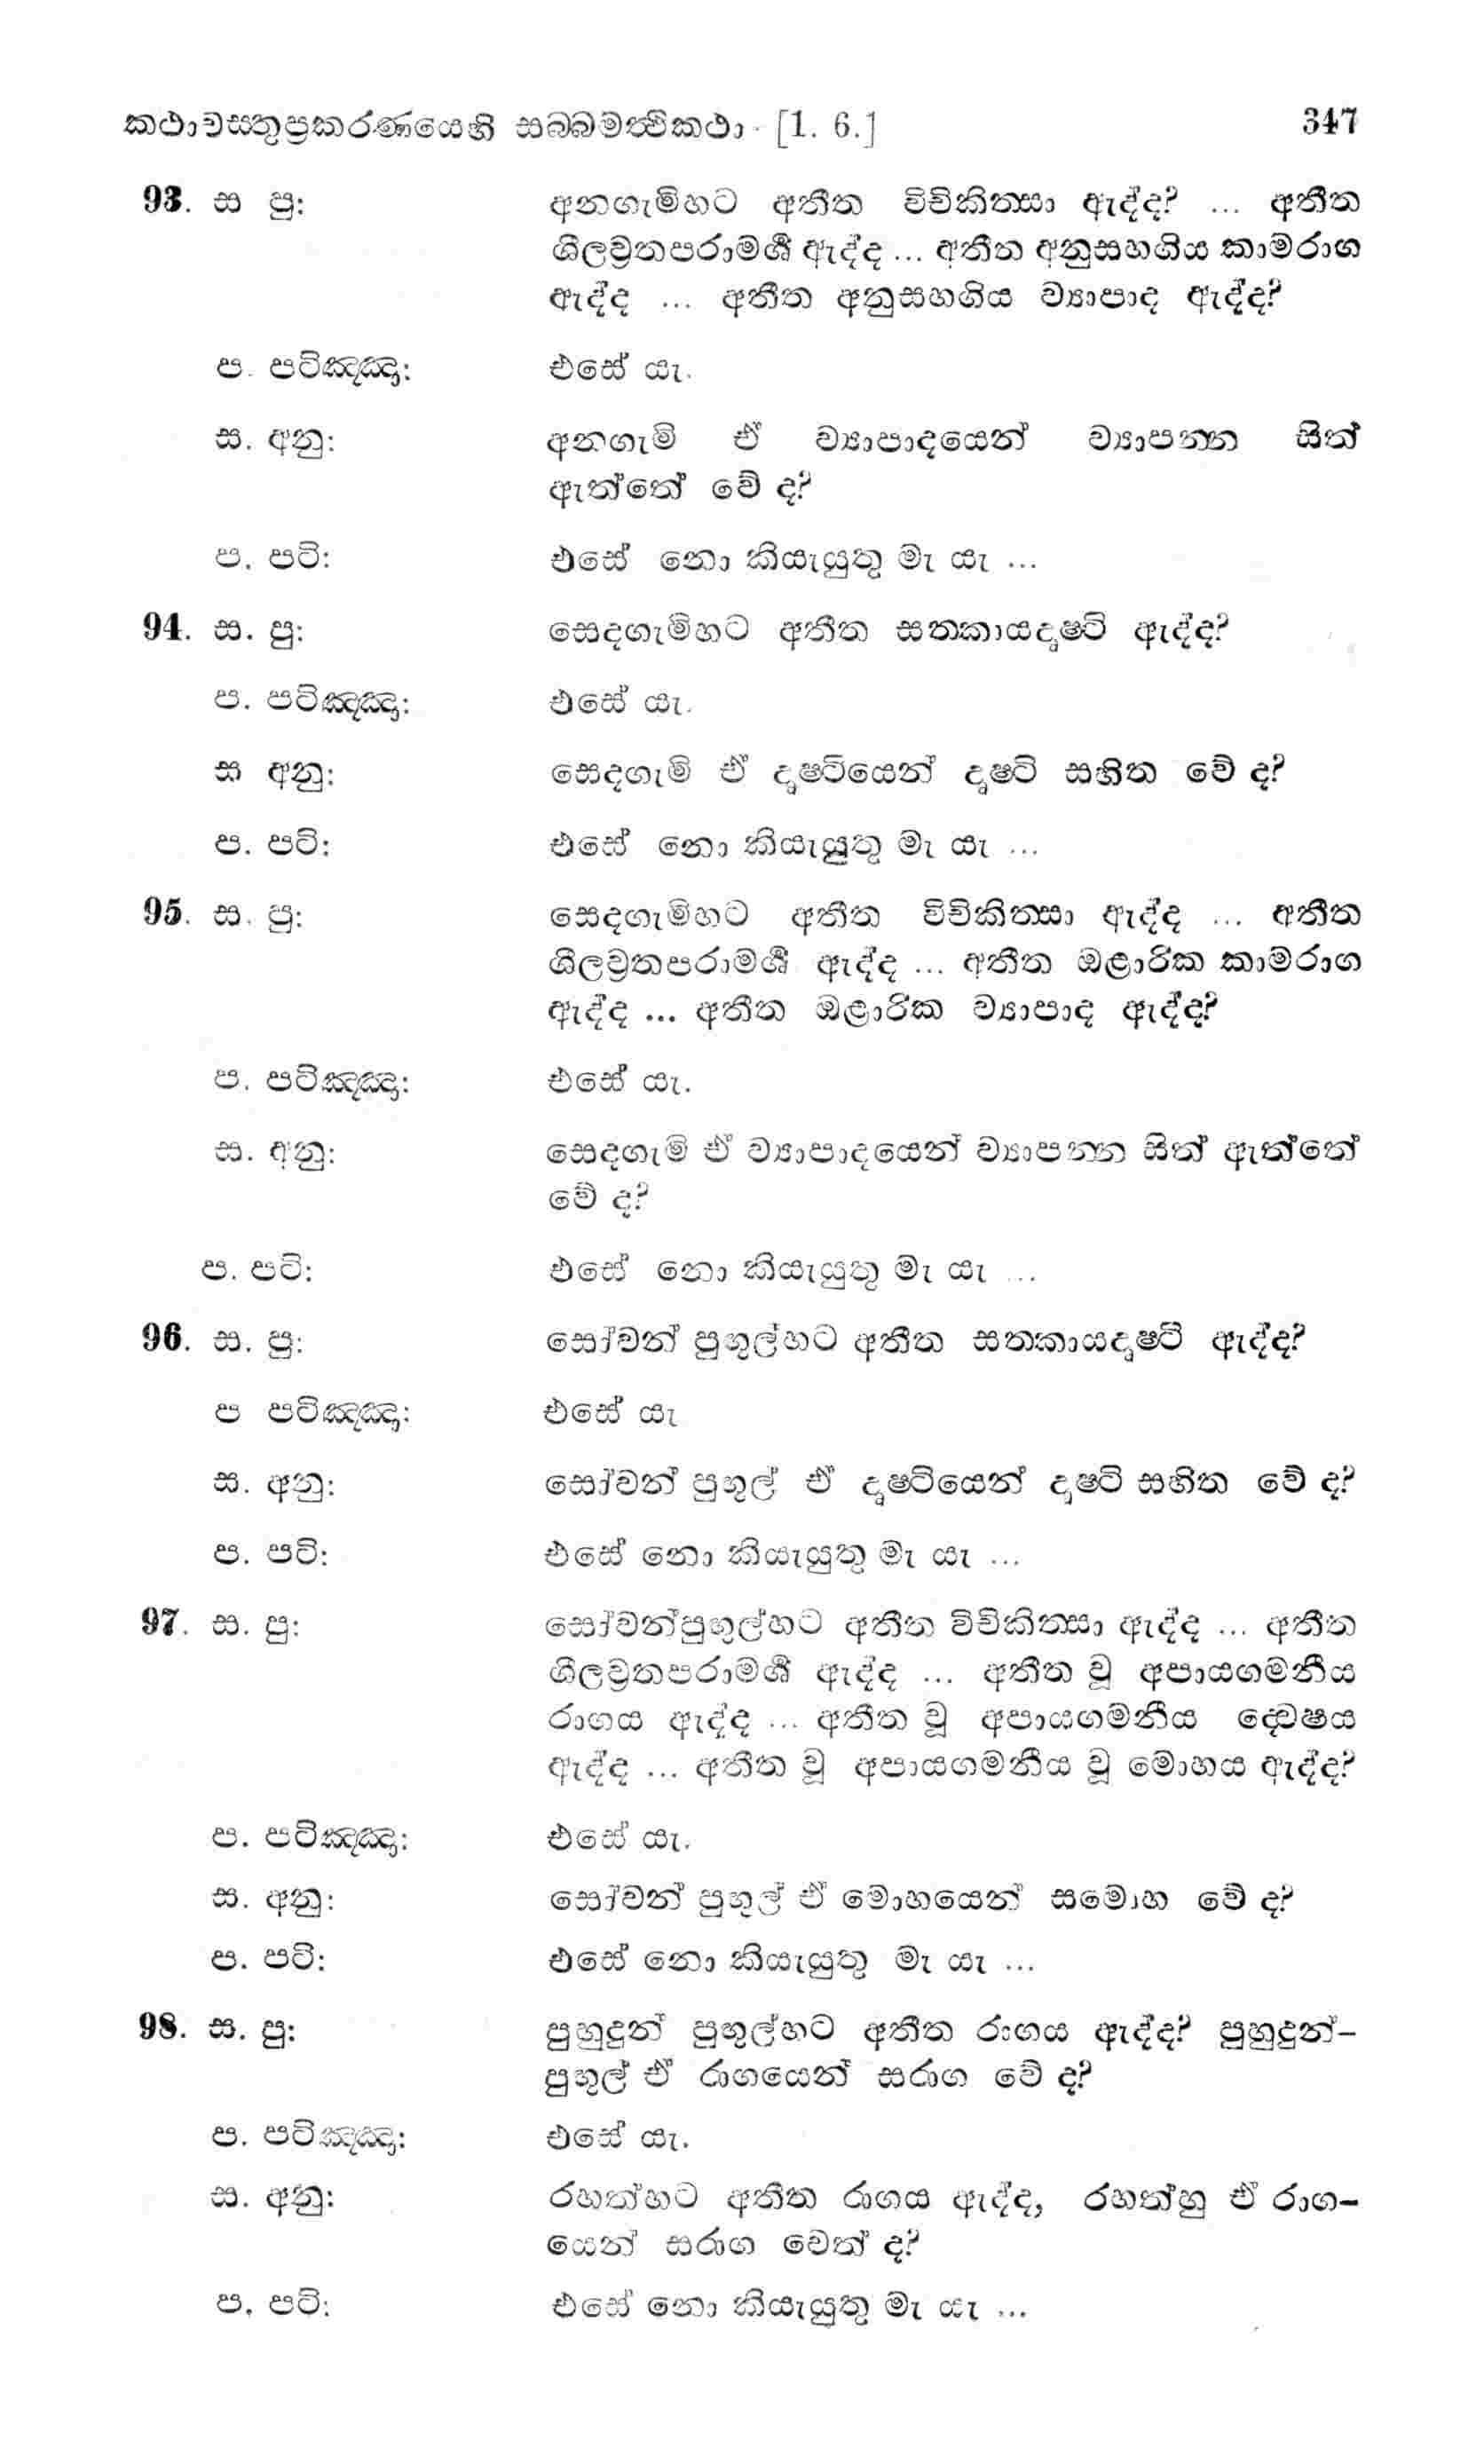 කථාවත්‍ථුප්‍රකරණයෙහි සබ්බමත්‍ථිකථා [1. 6.] 347
93. ස පු: අනගැමිහට අතීත විචිකිත්‍සා ඇද්ද? ... අතීත
ශීලව්‍රතපරාමර්‍ශ ඇද්ද ... අතීත අනුසහගිය කාමරාග
ඇද්ද ... අතීත අනුසහගිය ව්‍යාපාද ඇද්ද?
ප. පටිඤ්ඤා: එසේ යැ.
ස. අනු: අනගැමි ඒ ව්‍යාපාදයෙන් ව්‍යාපන්‍න සිත්
ඇත්තේ වේ ද?
ප. පටි: එසේ නො කියැයුතු මැ යැ ...
94. ස. පු: සෙදගැමිහට අතීත සත්‍කායදෘෂ්ටි ඇද්ද?
ප. පටිඤ්ඤා: එසේ යැ.
ස අනු: සෙදගැමි ඒ දෘෂ්ටියෙන් දෘෂ්ටි සහිත වේ ද?
ප. පටි: එසේ නො කියැයුතු මැ යැ ...
95. ස. පු: සෙදගැමිහට අතීත විචිකිත්‍සා ඇද්ද ... අතීත
ශීලව්‍රතපරාමර්‍ශ ඇද්ද ... අතීත ඔළාරික කාමරාග
ඇද්ද ... අතීත ඔළාරික ව්‍යාපාද ඇද්ද?
ප. පටිඤ්ඤා: එසේ යැ.
ස. අනු: සෙදගැමි ඒ ව්‍යාපාදයෙන් ව්‍යාපන්‍න සිත් ඇත්තේ
වේ ද?
ප. පටි: එසේ නො කියැයුතු මැ යැ ...
96. ස. පු: සෝවන් පුඟුල්හට අතීත සත්‍කායදෘෂ්ටි ඇද්ද?
ප පටිඤ්ඤා: එසේ යැ
ස. අනු: සෝවන් පුඟුල් ඒ දෘෂ්ටියෙන් දෘෂ්ටි සහිත වේ ද?
ප. පටි: එසේ නො කියැයුතු මැ යැ ...
97. ස. පු: සෝවන්පුඟුල්හට අතීත විචිකිත්‍සා ඇද්ද ... අතීත
ශීලව්‍රතපරාමර්‍ශ ඇද්ද ... අතීත වූ අපායගමනීය
රාගය ඇද්ද ... අතීත වූ අපායගමනීය ද්‍වෙෂය
ඇද්ද ... අතීත වූ අපායගමනීය වූ මොහය ඇද්ද?
ප. පටිඤ්ඤා: එසේ යැ.
ස. අනු: සෝවන් පුඟුල් ඒ මොහයෙන් සමොහ වේ ද?
ප. පටි: එසේ නො කියැයුතු මැ යැ ...
98. ස. පු: පුහුදුන් පුඟුල්හට අතීත රාගය ඇද්ද? පුහුදුන්-
පුඟුල් ඒ රාගයෙන් සරාග වේ ද?
ප. පටිඤ්ඤා: එසේ යැ.
ස. අනු: රහත්හට අතීත රාගය ඇද්ද, රහත්හු ඒ රාග-
යෙන් සරාග වෙත් ද?
ප. පටි: එසේ නො කියැයුතු මැ යැ ...